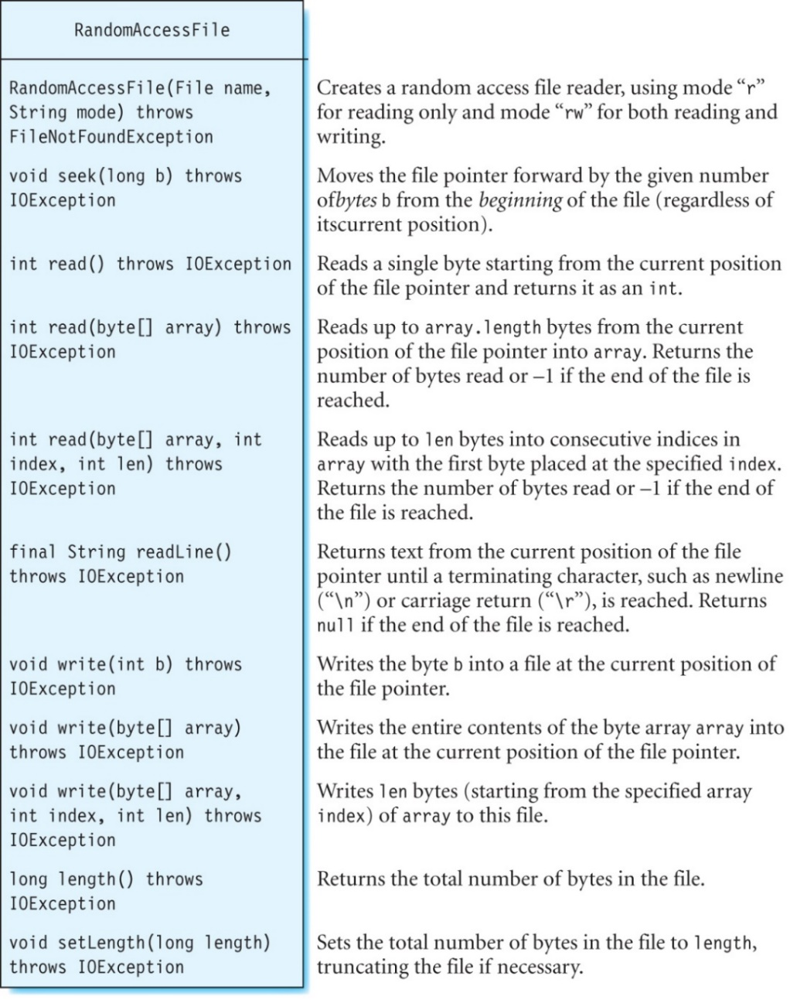 RandomAccessFile
RandomAccessFile(File name,
String mode) throws
FileNotFoundException
Creates a random access file reader, using mode “r”
for reading only and mode “rw” for both reading and
writing.
void seek(long b) throws
IOException
Moves the file pointer forward by the given number
ofbytes b from the beginning of the file (regardless of
itscurrent position).
int read() throws IOException
Reads a single byte starting from the current position
of the file pointer and returns it as an int.
int read(byte[] array) throws
IOException
Reads up to array.length bytes from the current
position of the file pointer into array. Returns the
number of bytes read or –1 if the end of the file is
reached.
int read(byte[] array, int
index, int len) throws
IOException
Reads up to len bytes into consecutive indices in
array with the first byte placed at the specified index.
Returns the number of bytes read or –1 if the end of
the file is reached.
final String readLine()
throws IOException
Returns text from the current position of the file
pointer until a terminating character, such as newline
(“\n”) or carriage return (“\r”), is reached. Returns
null if the end of the file is reached.
void write(int b) throws
IOException
Writes the byte b into a file at the current position of
the file pointer.
void write(byte[] array)
throws IOException
Writes the entire contents of the byte array array into
the file at the current position of the file pointer.
void write(byte[] array,
int index, int len) throws
IOException
Writes len bytes (starting from the specified array
index) of array to this file.
long length() throws
IOException
Returns the total number of bytes in the file.
void setLength(long length)
throws IOException
Sets the total number of bytes in the file to length,
truncating the file if necessary.